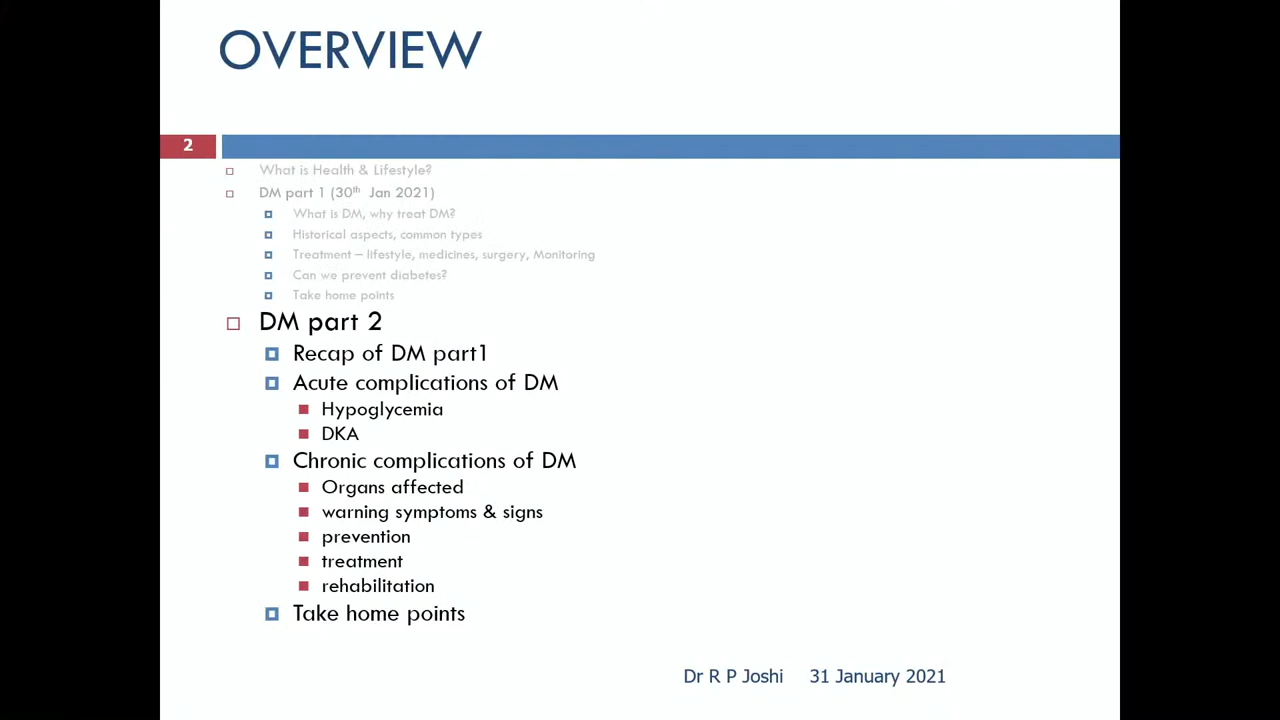 OVERVIEW
2
What is Health & Lifestyle?
DM part 1 (30th Jan 2021)
What is DM, why treat DM?
Historical aspects, common types
Treatment – lifestyle, medicines, surgery, Monitoring
Can we prevent diabetes?
Take home points
DM part 2
Recap of DM part1
Acute complications of DM
Hypoglycemia
DKA
Chronic complications of DM
Organs affected
warning symptoms & signs
prevention
treatment
rehabilitation
Take home points
Dr R P Joshi 31 January 2021